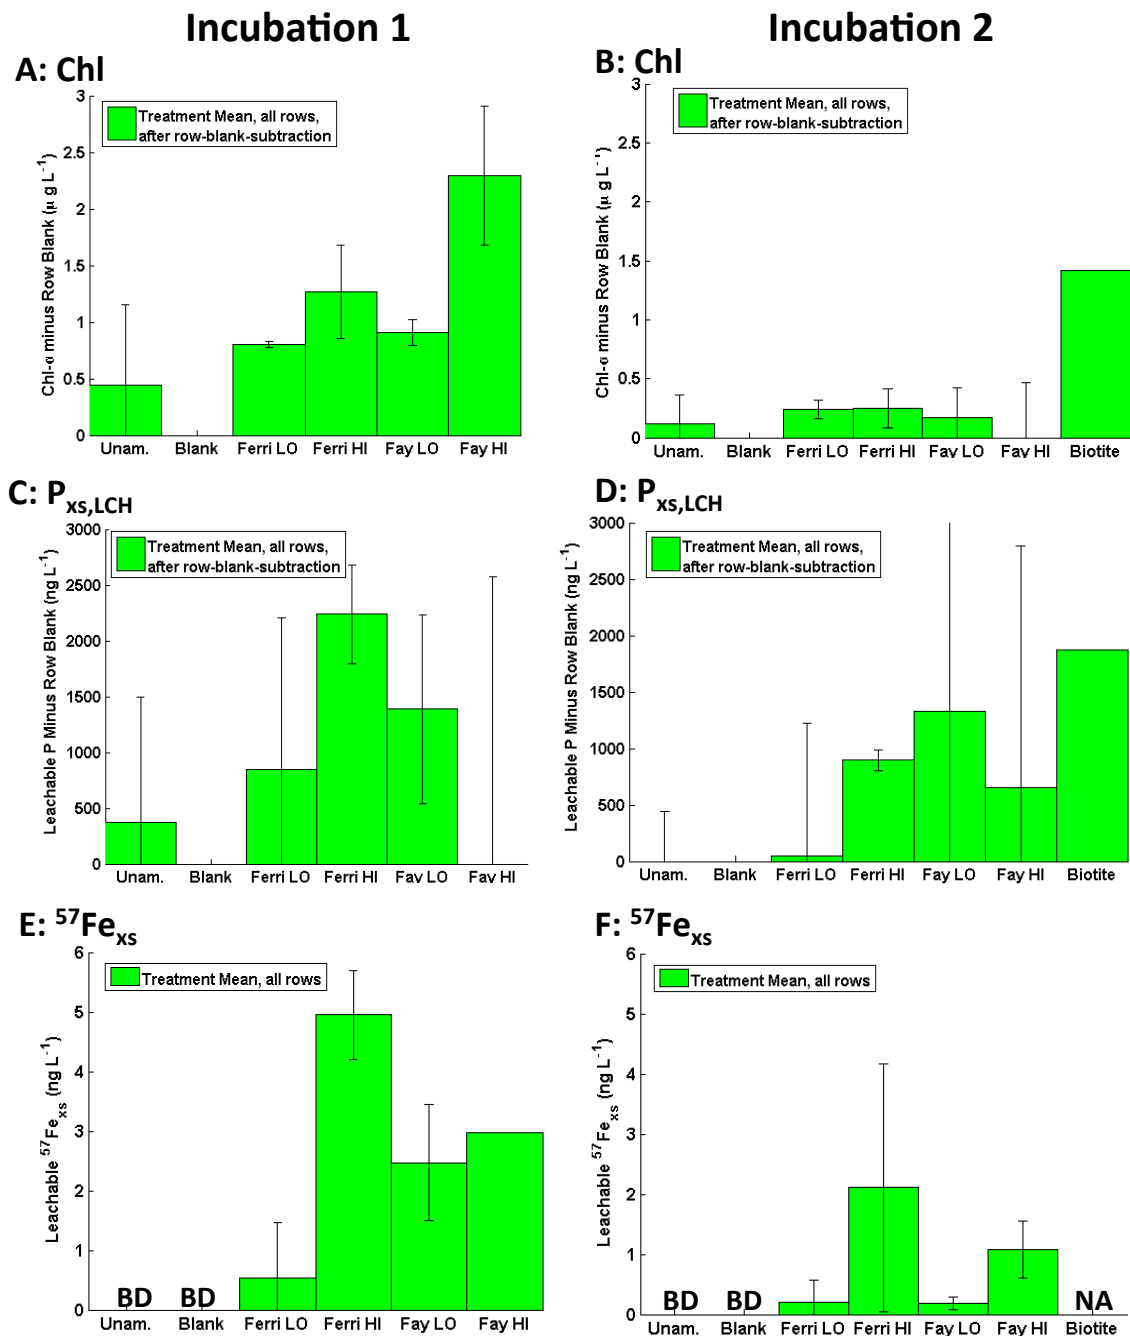 Incubation 1
Incubation 2
A: Chl
Treatment Mean, all rows,
after row-blank-subtraction
Chl-α minus Row Blank (μ g L⁻¹)
3
2.5
2
1.5
1
0.5
0
Unam. Blank Ferri LO Ferri HI Fay LO Fay HI
B: Chl
Treatment Mean, all rows,
after row-blank-subtraction
Chl-α minus Row Blank (μ g L⁻¹)
3
2.5
2
1.5
1
0.5
0
Unam. Blank Ferri LO Ferri HI Fay LO Fay HI Biotite
C: Pxs,LCH
Treatment Mean, all rows,
after row-blank-subtraction
Leachable P Minus Row Blank (ng L⁻¹)
3000
2500
2000
1500
1000
500
0
Unam. Blank Ferri LO Ferri HI Fay LO Fay HI
D: Pxs,LCH
Treatment Mean, all rows,
after row-blank-subtraction
Leachable P Minus Row Blank (ng L⁻¹)
3000
2500
2000
1500
1000
500
0
Unam. Blank Ferri LO Ferri HI Fay LO Fay HI Biotite
E: ⁵⁷Fexs
Treatment Mean, all rows
Leachable ⁵⁷Fexs (ng L⁻¹)
6
5
4
3
2
1
0
BD BD
Unam. Blank Ferri LO Ferri HI Fay LO Fay HI
F: ⁵⁷Fexs
Treatment Mean, all rows
Leachable ⁵⁷Fexs (ng L⁻¹)
6
5
4
3
2
1
0
BD BD NA
Unam. Blank Ferri LO Ferri HI Fay LO Fay HI Biotite